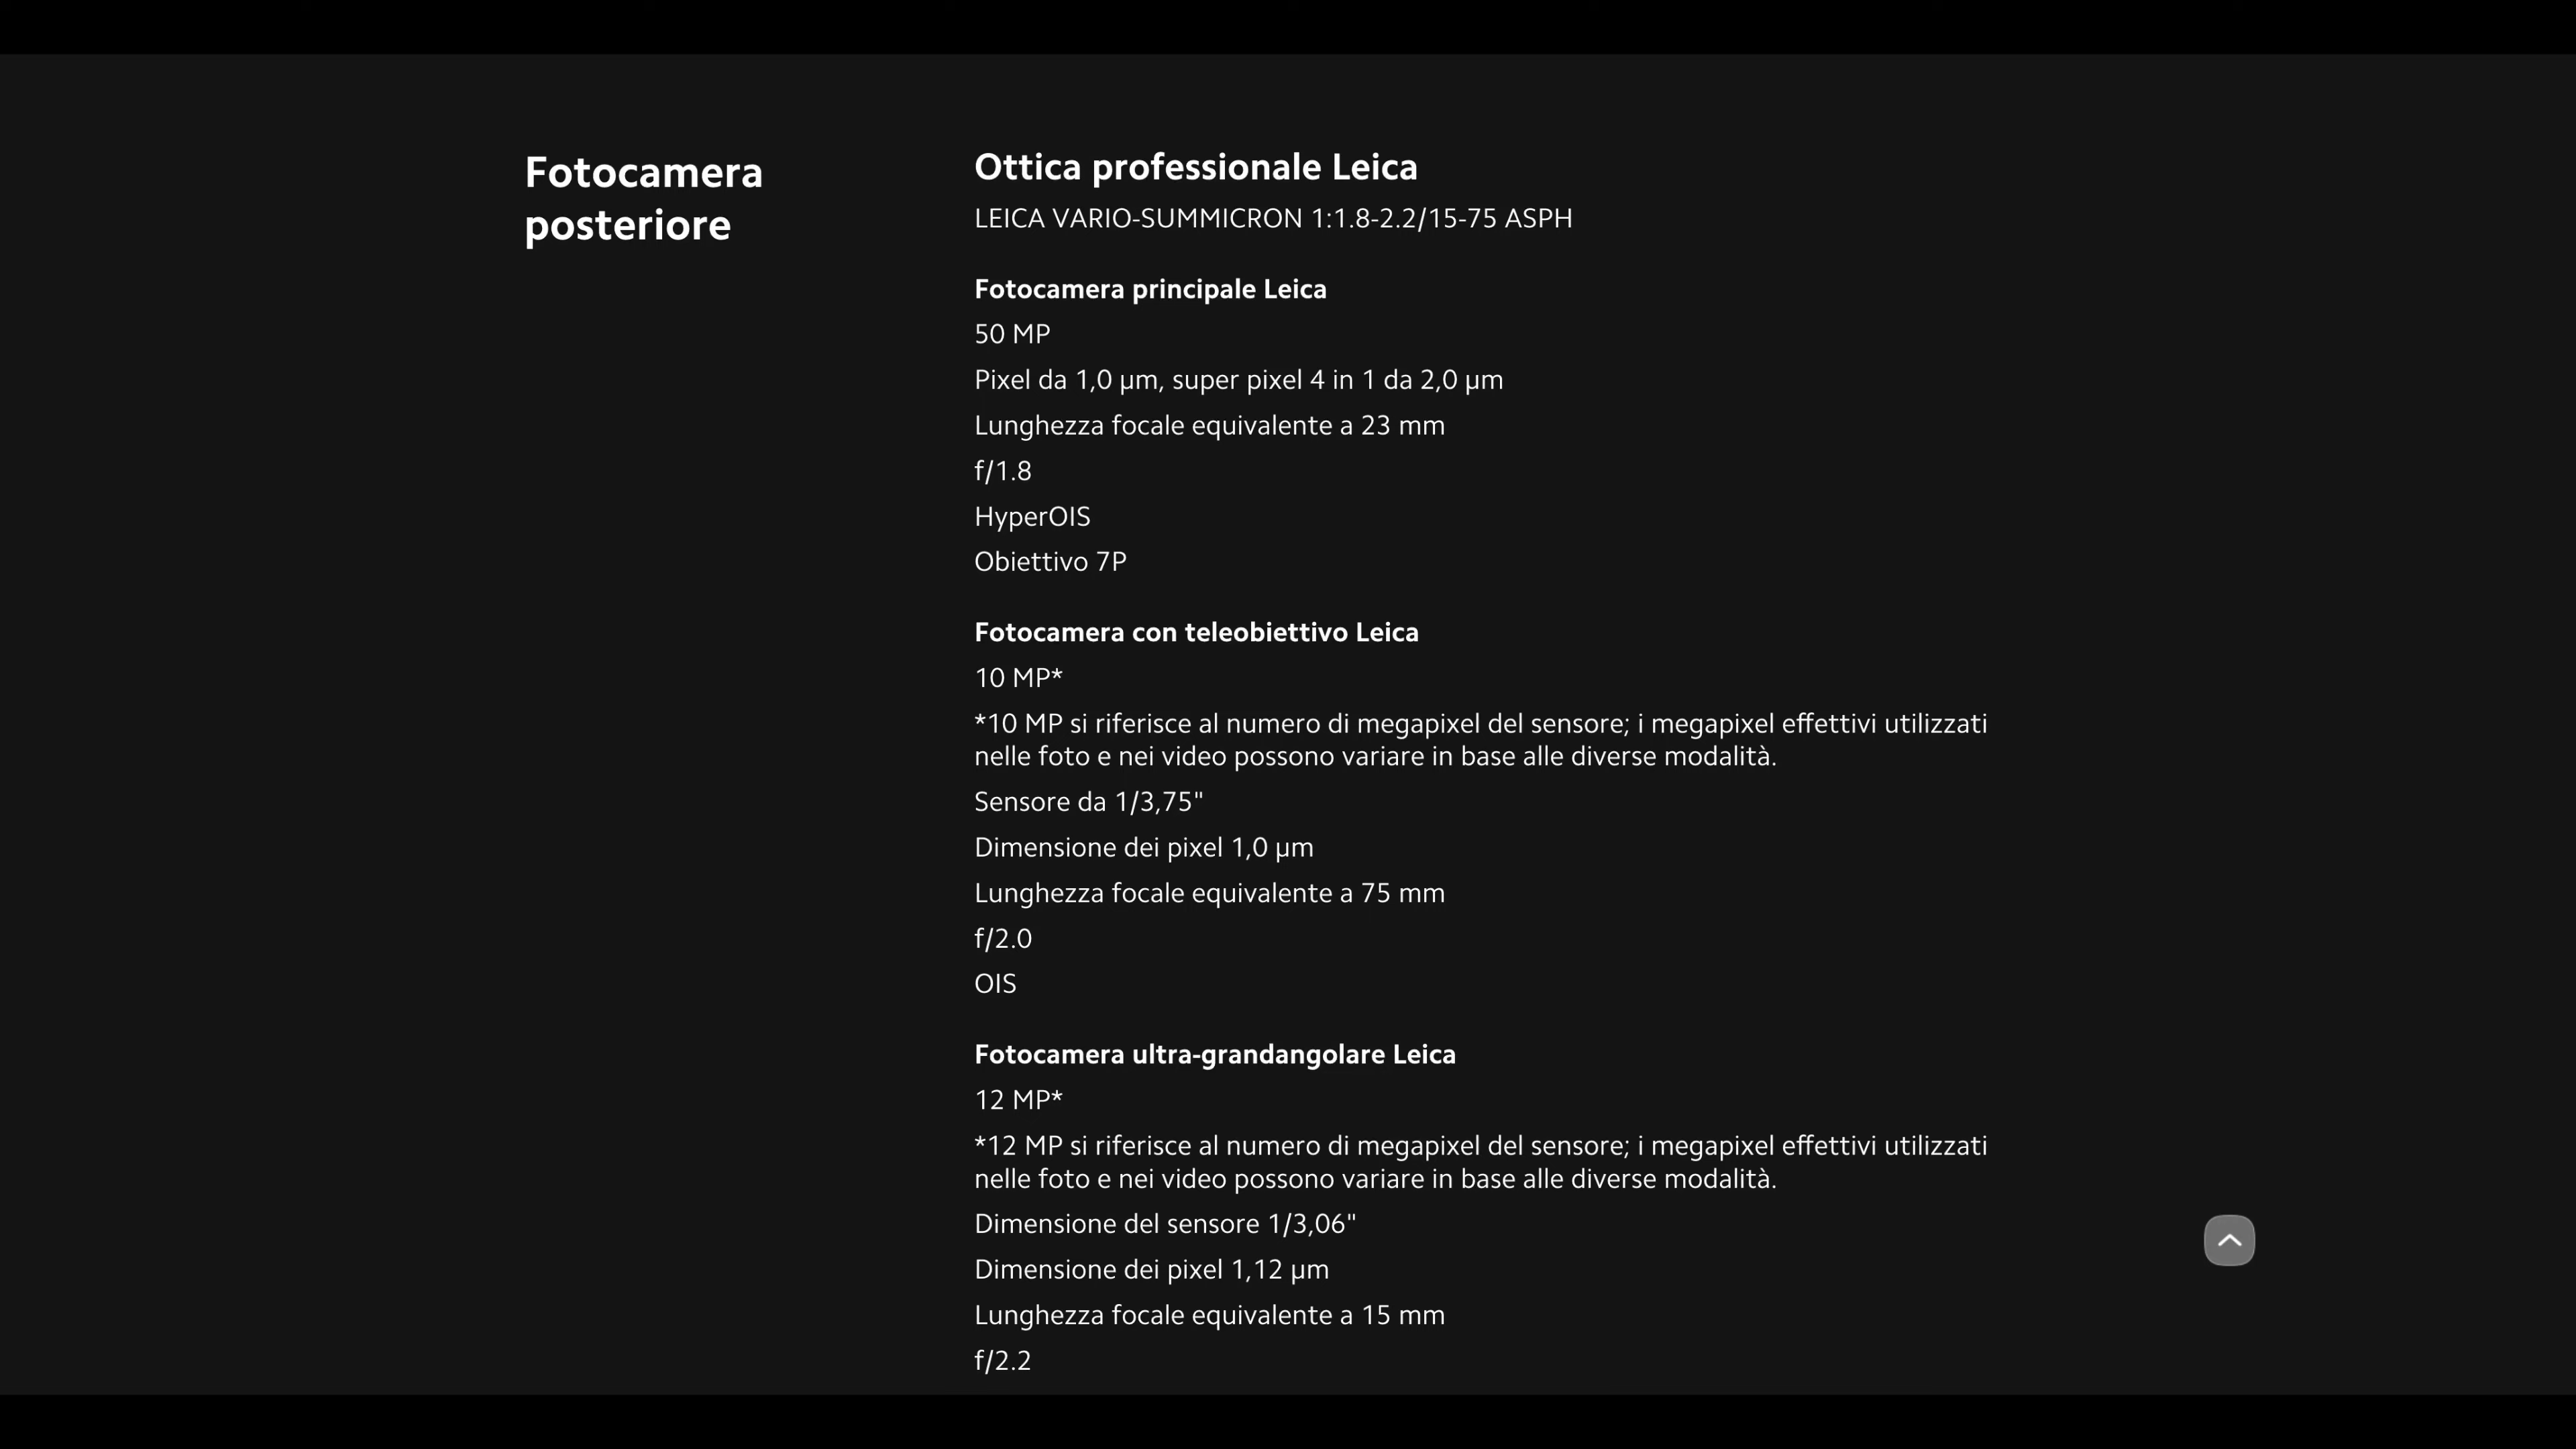 Fotocamera
posteriore
Ottica professionale Leica
LEICA VARIO-SUMMICRON 1:1.8-2.2/15-75 ASPH
Fotocamera principale Leica
50 MP
Pixel da 1,0 μm, super pixel 4 in 1 da 2,0 μm
Lunghezza focale equivalente a 23 mm
f/1.8
HyperOIS
Obiettivo 7P
Fotocamera con teleobiettivo Leica
10 MP*
*10 MP si riferisce al numero di megapixel del sensore; i megapixel effettivi utilizzati
nelle foto e nei video possono variare in base alle diverse modalità.
Sensore da 1/3,75"
Dimensione dei pixel 1,0 μm
Lunghezza focale equivalente a 75 mm
f/2.0
OIS
Fotocamera ultra-grandangolare Leica
12 MP*
*12 MP si riferisce al numero di megapixel del sensore; i megapixel effettivi utilizzati
nelle foto e nei video possono variare in base alle diverse modalità.
Dimensione del sensore 1/3,06"
Dimensione dei pixel 1,12 μm
Lunghezza focale equivalente a 15 mm
f/2.2